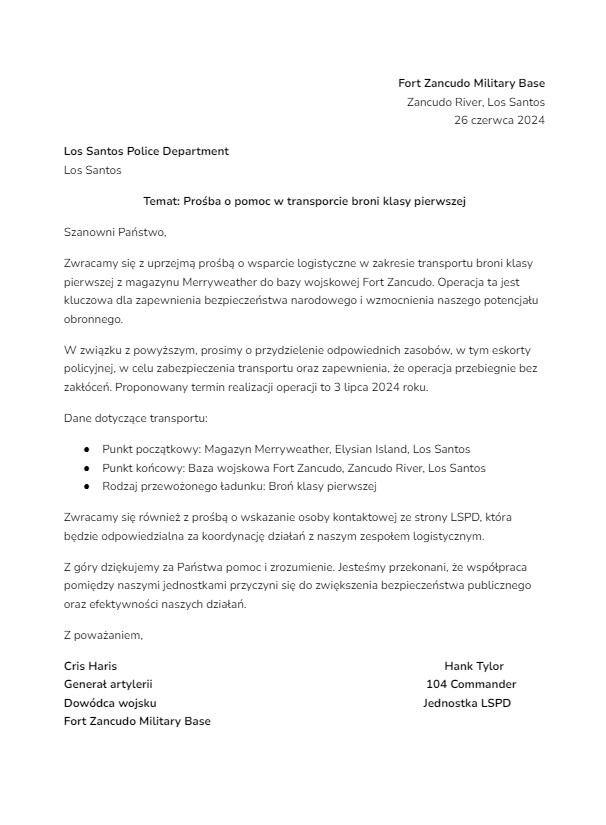 Fort Zancudo Military Base
Zancudo River, Los Santos
26 czerwca 2024
Los Santos Police Department
Los Santos
Temat: Prośba o pomoc w transporcie broni klasy pierwszej
Szanowni Państwo,
Zwracamy się z uprzejmą prośbą o wsparcie logistyczne w zakresie transportu broni klasy
pierwszej z magazynu Merryweather do bazy wojskowej Fort Zancudo. Operacja ta jest
kluczowa dla zapewnienia bezpieczeństwa narodowego i wzmocnienia naszego potencjału
obronnego.
W związku z powyższym, prosimy o przydzielenie odpowiednich zasobów, w tym eskorty
policyjnej, w celu zabezpieczenia transportu oraz zapewnienia, że operacja przebiegnie bez
zakłóceń. Proponowany termin realizacji operacji to 3 lipca 2024 roku.
Dane dotyczące transportu:
● Punkt początkowy: Magazyn Merryweather, Elysian Island, Los Santos
● Punkt końcowy: Baza wojskowa Fort Zancudo, Zancudo River, Los Santos
● Rodzaj przewożonego ładunku: Broń klasy pierwszej
Zwracamy się również z prośbą o wskazanie osoby kontaktowej ze strony LSPD, która
będzie odpowiedzialna za koordynację działań z naszym zespołem logistycznym.
Z góry dziękujemy za Państwa pomoc i zrozumienie. Jesteśmy przekonani, że współpraca
pomiędzy naszymi jednostkami przyczyni się do zwiększenia bezpieczeństwa publicznego
oraz efektywności naszych działań.
Z poważaniem,
Cris Haris Hank Tylor
Generał artylerii 104 Commander
Dowódca wojsku Jednostka LSPD
Fort Zancudo Military Base